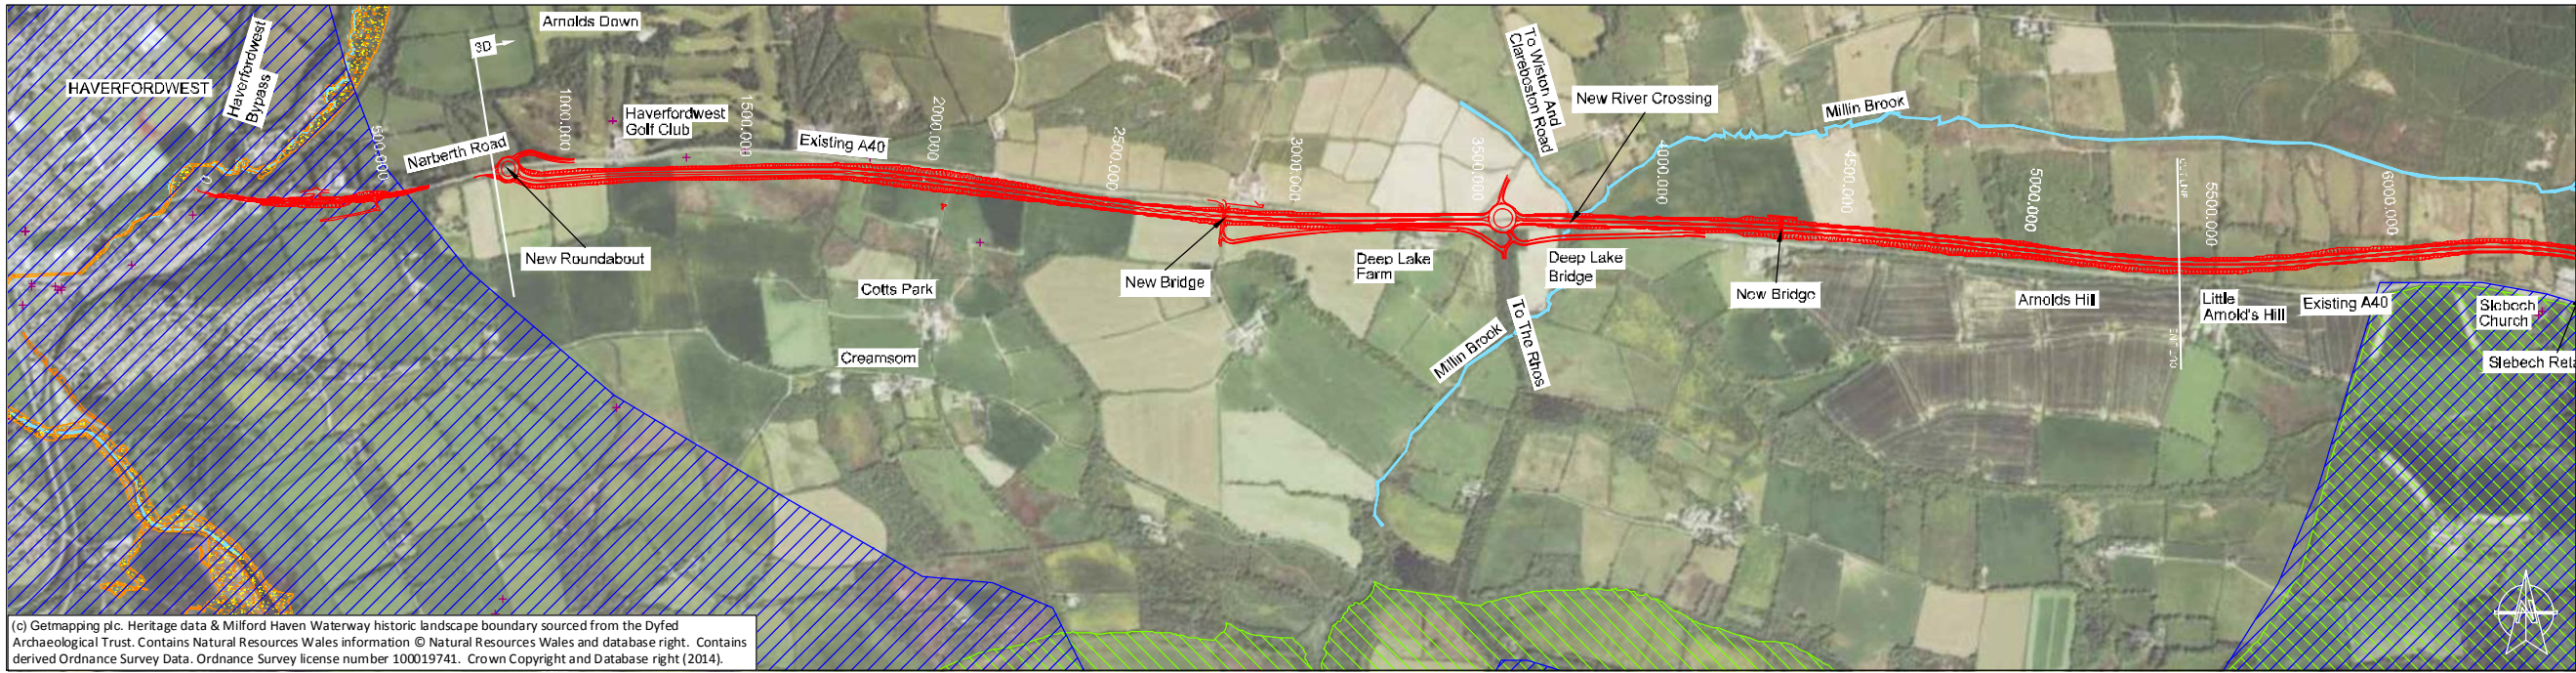 HAVERFORDWEST
Haverfordwest
Bypass
Arnolds Down
3D
Narberth Road
0
500.000
1000.000
Haverfordwest
Golf Club
1500.000
Existing A40
2000.000
2500.000
3000.000
3500.000
To Wiston And
Clareboston Road
New River Crossing
4000.000
Millin Brook
4500.000
5000.000
5500.000
6000.000
New Roundabout
Cotts Park
Creamsom
New Bridge
Deep Lake
Farm
Deep Lake
Bridge
Millin Brook
To The Rhos
New Bridge
Arnolds Hill
Little
Arnold's Hill
Existing A40
Slebech
Church
Slebech Rela
N
(c) Getmapping plc. Heritage data & Milford Haven Waterway historic landscape boundary sourced from the Dyfed
Archaeological Trust. Contains Natural Resources Wales information © Natural Resources Wales and database right. Contains
derived Ordnance Survey Data. Ordnance Survey license number 100019741. Crown Copyright and Database right (2014).